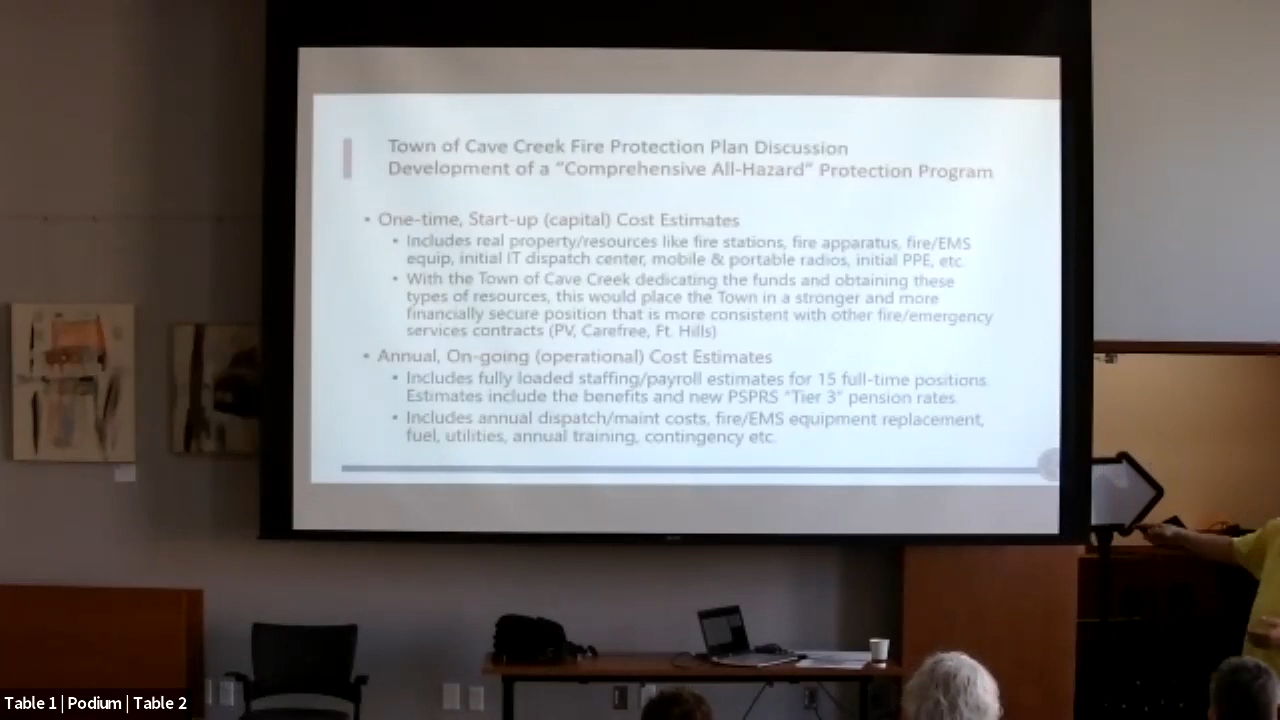 Town of Cave Creek Fire Protection Plan Discussion
Development of a "Comprehensive All-Hazard" Protection Program
• One-time, Start-up (capital) Cost Estimates
• Includes real property/resources like fire stations, fire apparatus, fire/EMS
equip, initial IT dispatch center, mobile & portable radios, initial PPE, etc.
• With the Town of Cave Creek dedicating the funds and obtaining these
types of resources, this would place the Town in a stronger and more
financially secure position that is more consistent with other fire/emergency
services contracts (PV, Carefree, Ft. Hills)
• Annual, On-going (operational) Cost Estimates
• Includes fully loaded staffing/payroll estimates for 15 full-time positions.
Estimates include the benefits and new PSPRS "Tier 3" pension rates.
• Includes annual dispatch/maint costs, fire/EMS equipment replacement,
fuel, utilities, annual training, contingency etc.
Table 1 | Podium | Table 2